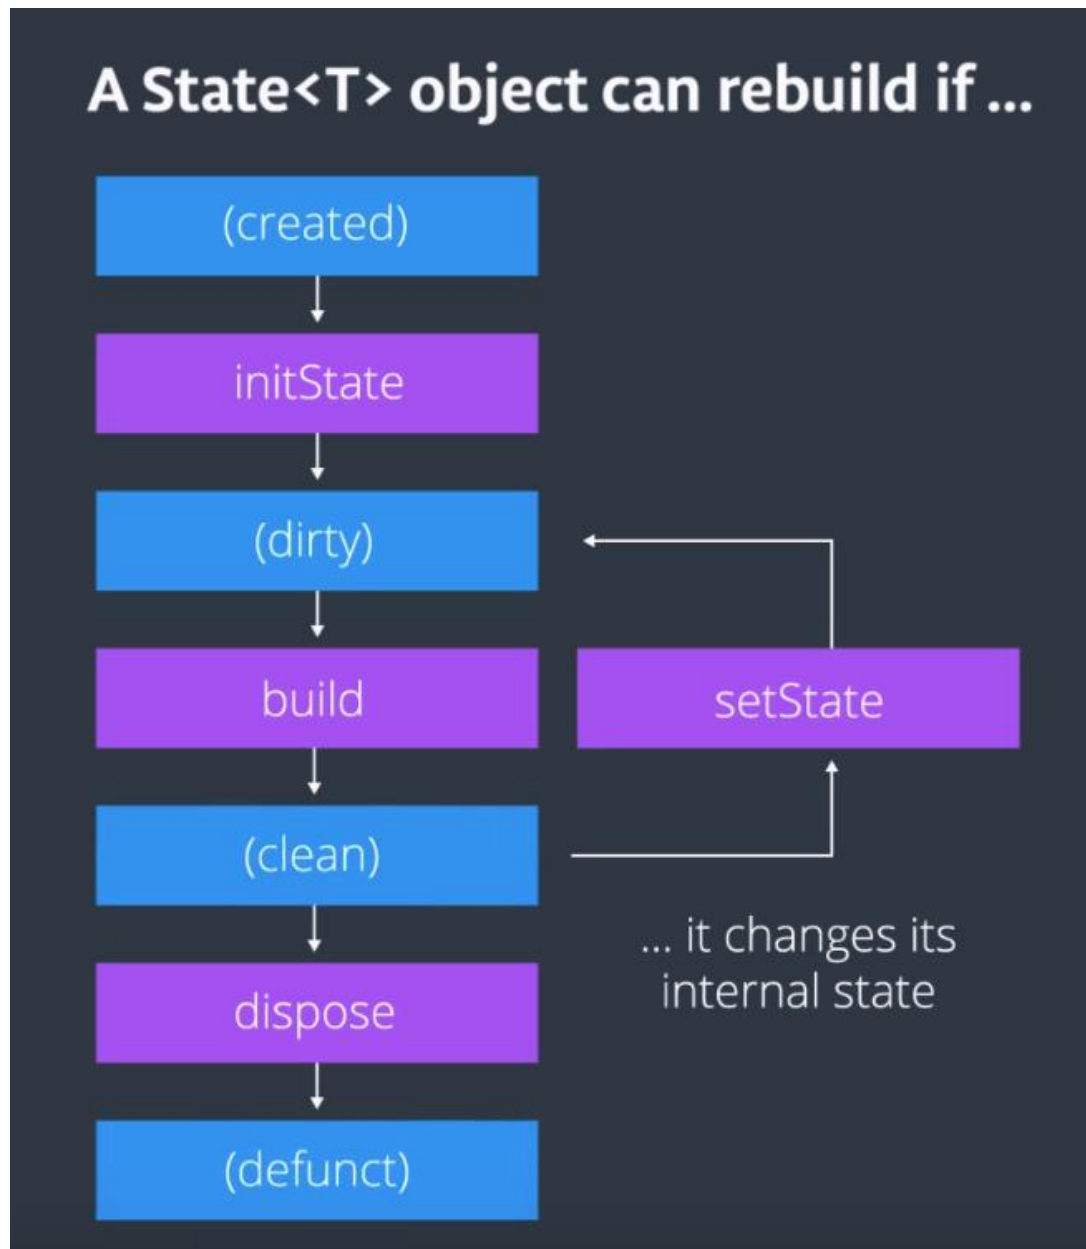 A State<T> object can rebuild if ...
(created)
initState
(dirty)
build
setState
(clean)
... it changes its
internal state
dispose
(defunct)